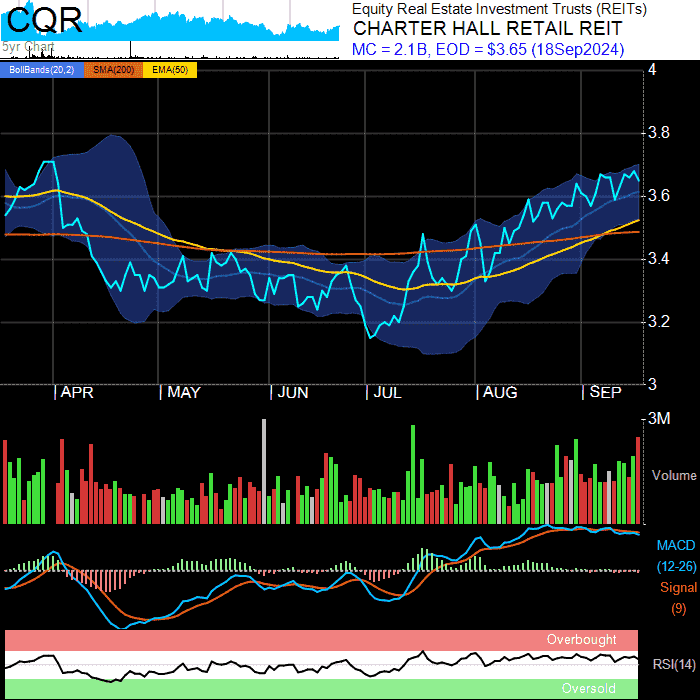 CQR
5yr Chart
Equity Real Estate Investment Trusts (REITs)
CHARTER HALL RETAIL REIT
MC = 2.1B, EOD = $3.65 (18Sep2024)
BollBands(20,2) SMA(200) EMA(50)
4
3.8
3.6
3.4
3.2
3
APR MAY JUN JUL AUG SEP
3M
Volume
MACD
(12-26)
Signal
(9)
Overbought
RSI(14)
Oversold